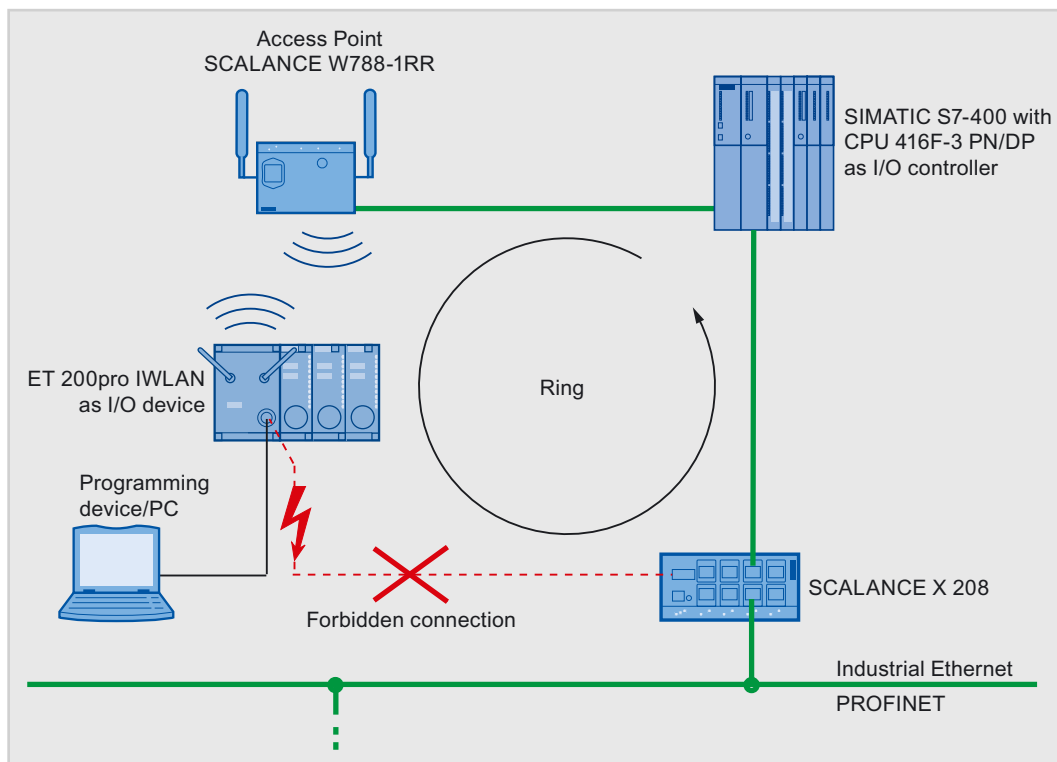 Access Point
SCALANCE W788-1RR
SIMATIC S7-400 with
CPU 416F-3 PN/DP
as I/O controller
ET 200pro IWLAN
as I/O device
Ring
Programming
device/PC
Forbidden connection
SCALANCE X 208
Industrial Ethernet
PROFINET